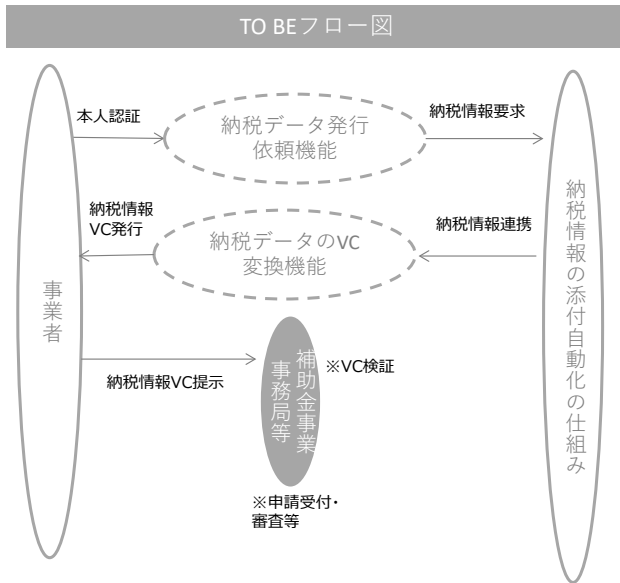 TO BEフロー図
本人認証
納税データ発行
依頼機能
納税情報要求
納税情報
VC発行
納税データのVC
変換機能
納税情報連携
事業者
納税情報の添付自動化の仕組み
納税情報VC提示
補助金事業
事務局等
※VC検証
※申請受付・
審査等